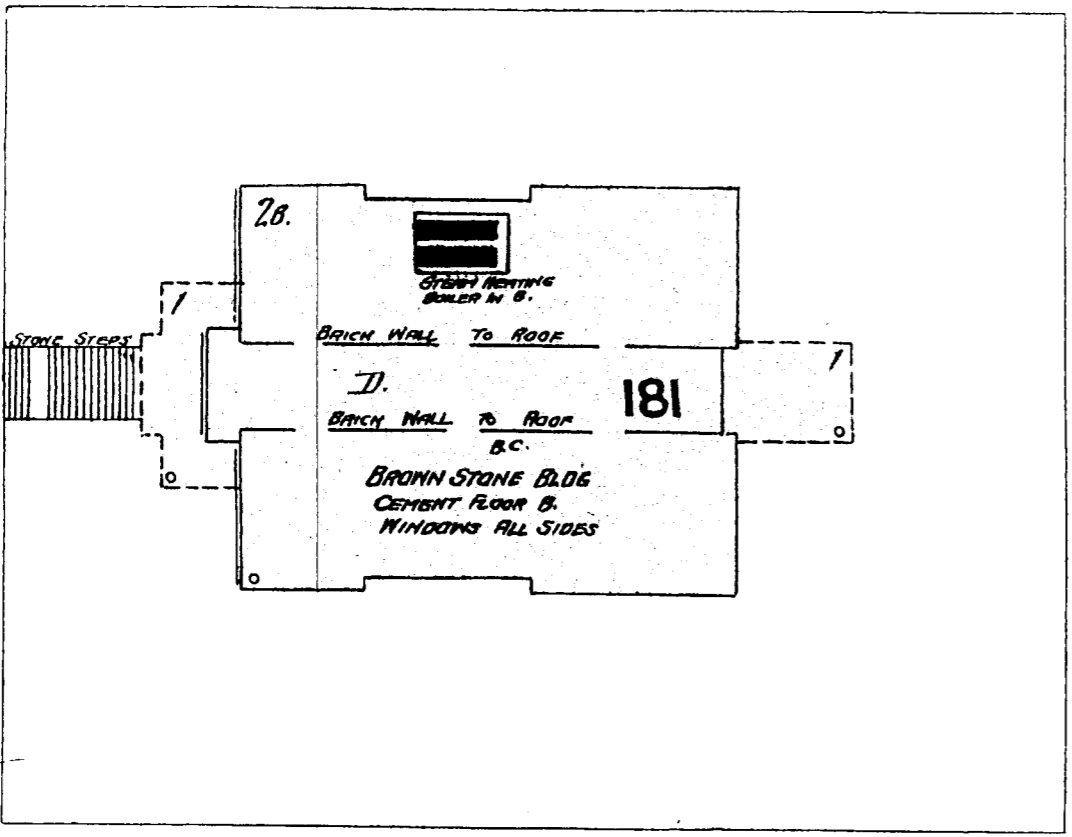 2B.
STEAM HEATING
BOILER IN B.
1
STONE STEPS
BRICK WALL TO ROOF
1
D.
181
BRICK WALL TO ROOF
B.C.
BROWN STONE BLDG
CEMENT FLOOR B.
WINDOWS ALL SIDES